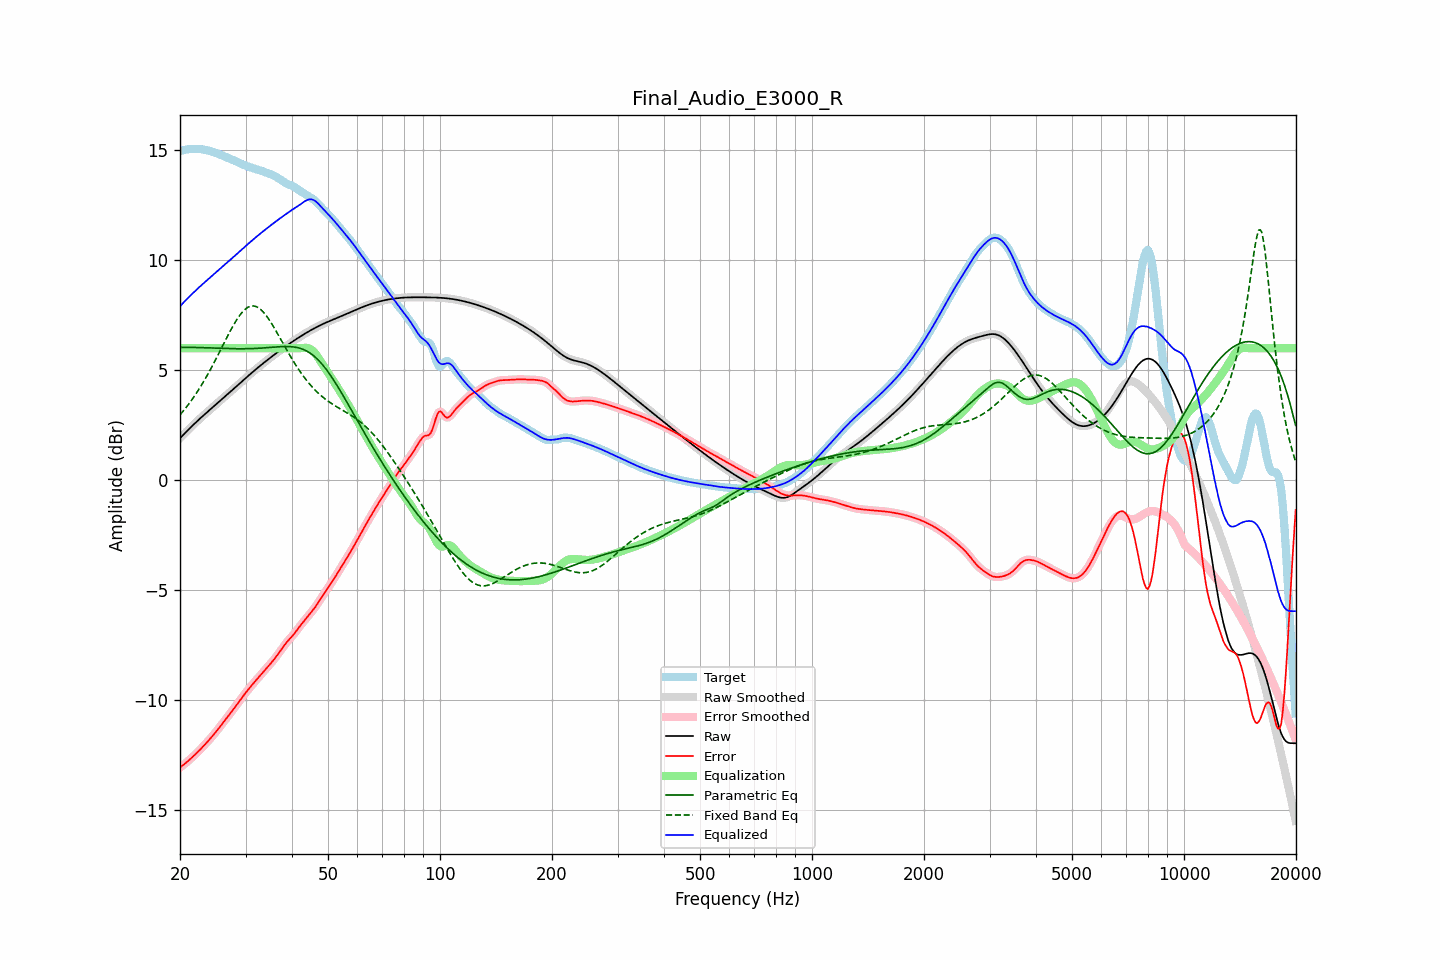 Final_Audio_E3000_R
Amplitude (dBr)
15
10
5
0
−5
−10
−15
Target
Raw Smoothed
Error Smoothed
Raw
Error
Equalization
Parametric Eq
Fixed Band Eq
Equalized
20 50 100 200 500 1000 2000 5000 10000 20000
Frequency (Hz)